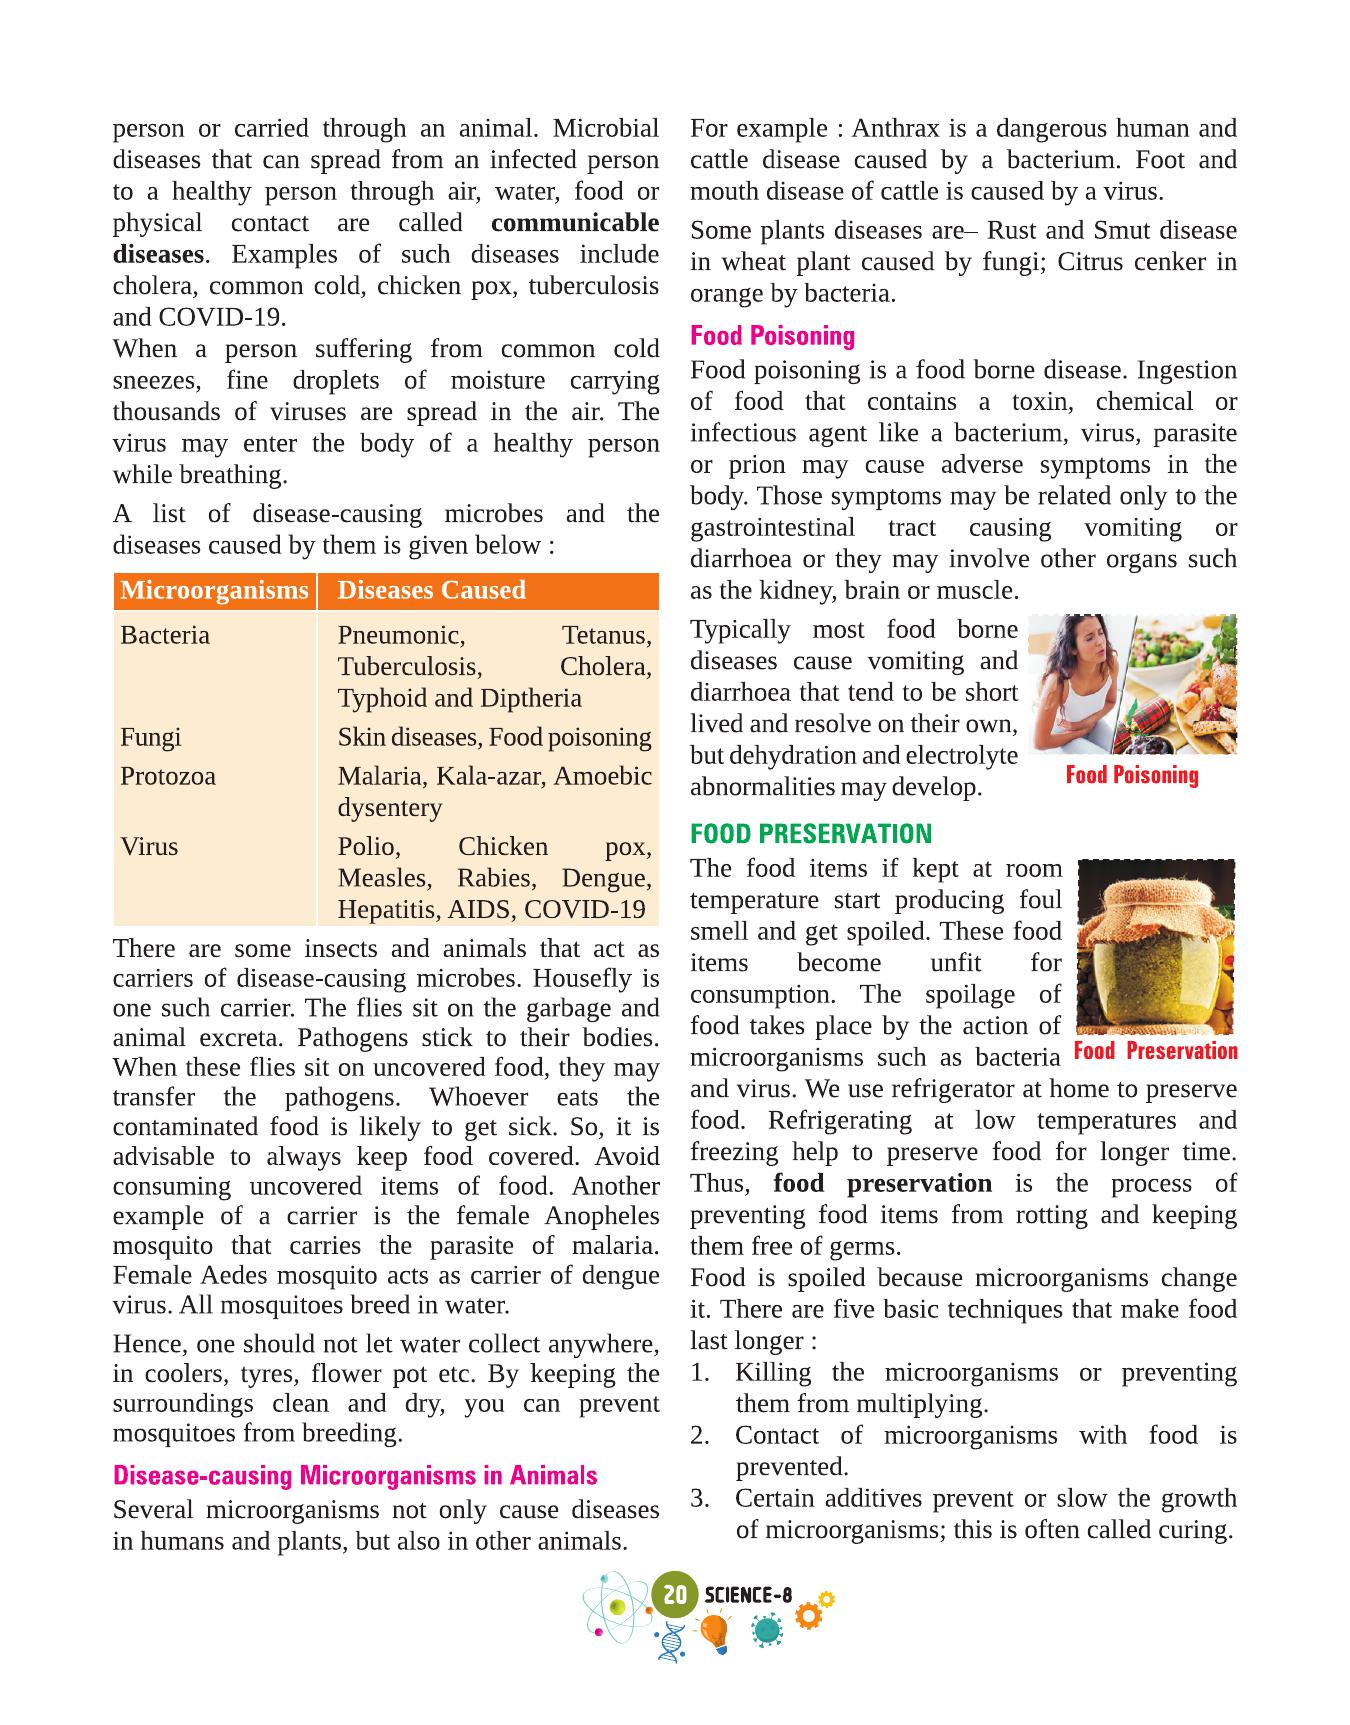 person or carried through an animal. Microbial
diseases that can spread from an infected person
to a healthy person through air, water, food or
physical contact are called communicable
diseases. Examples of such diseases include
cholera, common cold, chicken pox, tuberculosis
and COVID-19.
When a person suffering from common cold
sneezes, fine droplets of moisture carrying
thousands of viruses are spread in the air. The
virus may enter the body of a healthy person
while breathing.
A list of disease-causing microbes and the
diseases caused by them is given below :
Microorganisms Diseases Caused
Bacteria Pneumonic, Tetanus,
Tuberculosis, Cholera,
Typhoid and Diptheria
Fungi Skin diseases, Food poisoning
Protozoa Malaria, Kala-azar, Amoebic
dysentery
Virus Polio, Chicken pox,
Measles, Rabies, Dengue,
Hepatitis, AIDS, COVID-19
There are some insects and animals that act as
carriers of disease-causing microbes. Housefly is
one such carrier. The flies sit on the garbage and
animal excreta. Pathogens stick to their bodies.
When these flies sit on uncovered food, they may
transfer the pathogens. Whoever eats the
contaminated food is likely to get sick. So, it is
advisable to always keep food covered. Avoid
consuming uncovered items of food. Another
example of a carrier is the female Anopheles
mosquito that carries the parasite of malaria.
Female Aedes mosquito acts as carrier of dengue
virus. All mosquitoes breed in water.
Hence, one should not let water collect anywhere,
in coolers, tyres, flower pot etc. By keeping the
surroundings clean and dry, you can prevent
mosquitoes from breeding.
Disease-causing Microorganisms in Animals
Several microorganisms not only cause diseases
in humans and plants, but also in other animals.
For example : Anthrax is a dangerous human and
cattle disease caused by a bacterium. Foot and
mouth disease of cattle is caused by a virus.
Some plants diseases are– Rust and Smut disease
in wheat plant caused by fungi; Citrus cenker in
orange by bacteria.
Food Poisoning
Food poisoning is a food borne disease. Ingestion
of food that contains a toxin, chemical or
infectious agent like a bacterium, virus, parasite
or prion may cause adverse symptoms in the
body. Those symptoms may be related only to the
gastrointestinal tract causing vomiting or
diarrhoea or they may involve other organs such
as the kidney, brain or muscle.
Typically most food borne
diseases cause vomiting and
diarrhoea that tend to be short
lived and resolve on their own,
but dehydration and electrolyte
abnormalities may develop.
Food Poisoning
FOOD PRESERVATION
The food items if kept at room
temperature start producing foul
smell and get spoiled. These food
items become unfit for
consumption. The spoilage of
food takes place by the action of
microorganisms such as bacteria
Food Preservation
and virus. We use refrigerator at home to preserve
food. Refrigerating at low temperatures and
freezing help to preserve food for longer time.
Thus, food preservation is the process of
preventing food items from rotting and keeping
them free of germs.
Food is spoiled because microorganisms change
it. There are five basic techniques that make food
last longer :
1. Killing the microorganisms or preventing
them from multiplying.
2. Contact of microorganisms with food is
prevented.
3. Certain additives prevent or slow the growth
of microorganisms; this is often called curing.
20 SCIENCE-8